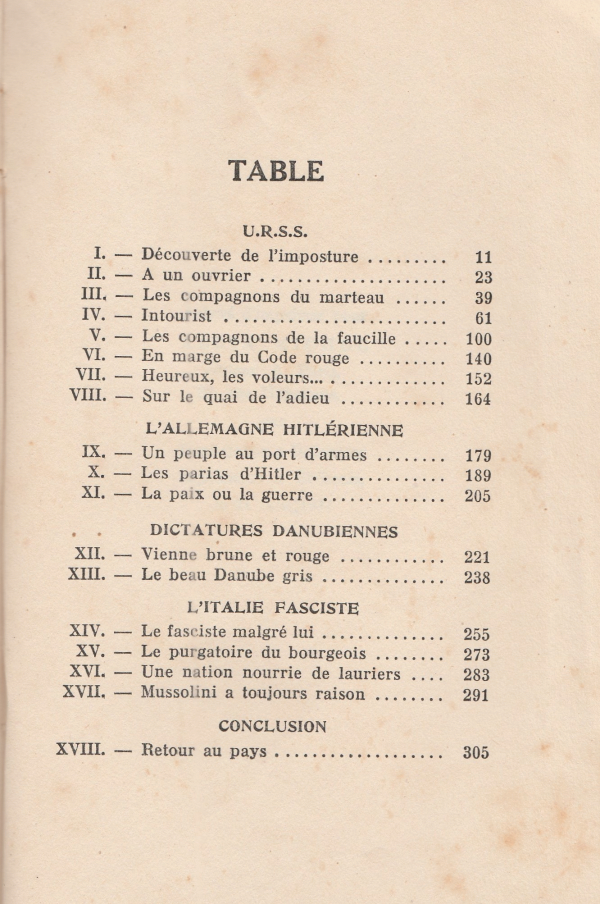 TABLE
U.R.S.S.
I. — Découverte de l'imposture ......... 11
II. — A un ouvrier ..................... 23
III. — Les compagnons du marteau ...... 39
IV. — Intourist ......................... 61
V. — Les compagnons de la faucille ..... 100
VI. — En marge du Code rouge .......... 140
VII. — Heureux, les voleurs... ............. 152
VIII. — Sur le quai de l'adieu ............ 164
L'ALLEMAGNE HITLÉRIENNE
IX. — Un peuple au port d'armes ........ 179
X. — Les parias d'Hitler ............... 189
XI. — La paix ou la guerre .............. 205
DICTATURES DANUBIENNES
XII. — Vienne brune et rouge ............ 221
XIII. — Le beau Danube gris .............. 238
L'ITALIE FASCISTE
XIV. — Le fasciste malgré lui .............. 255
XV. — Le purgatoire du bourgeois ........ 273
XVI. — Une nation nourrie de lauriers .... 283
XVII. — Mussolini a toujours raison ........ 291
CONCLUSION
XVIII. — Retour au pays ................... 305